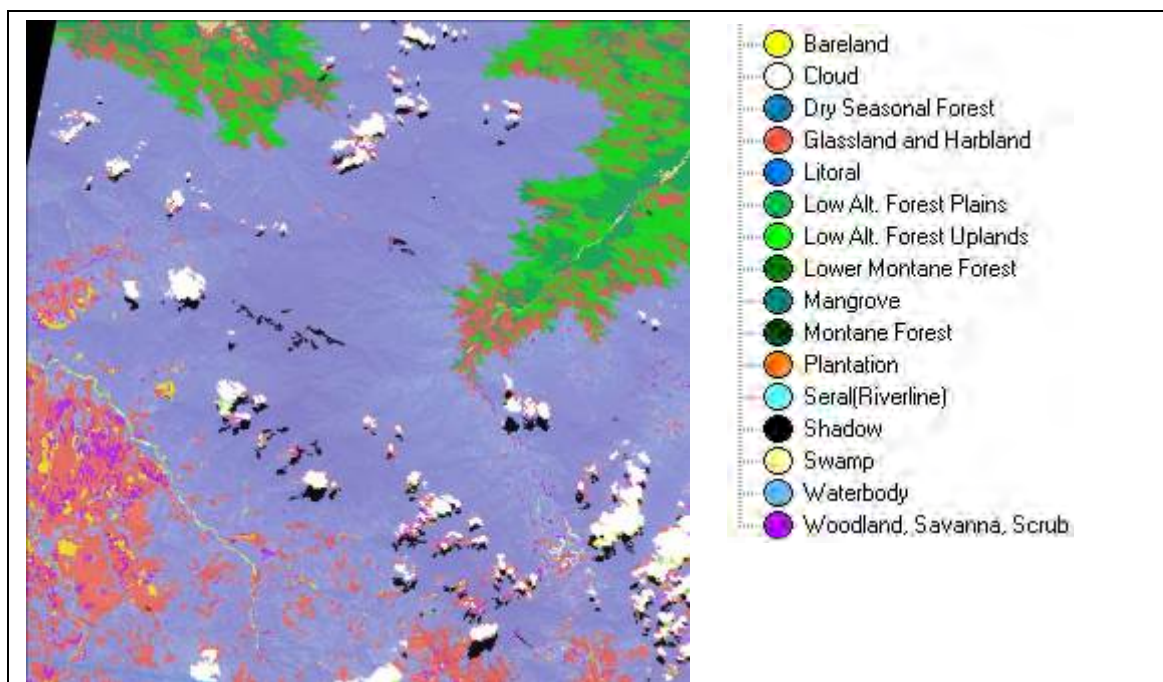 Bareland
Cloud
Dry Seasonal Forest
Glassland and Harbland
Litoral
Low Alt. Forest Plains
Low Alt. Forest Uplands
Lower Montane Forest
Mangrove
Montane Forest
Plantation
Seral(Riverline)
Shadow
Swamp
Waterbody
Woodland, Savanna, Scrub